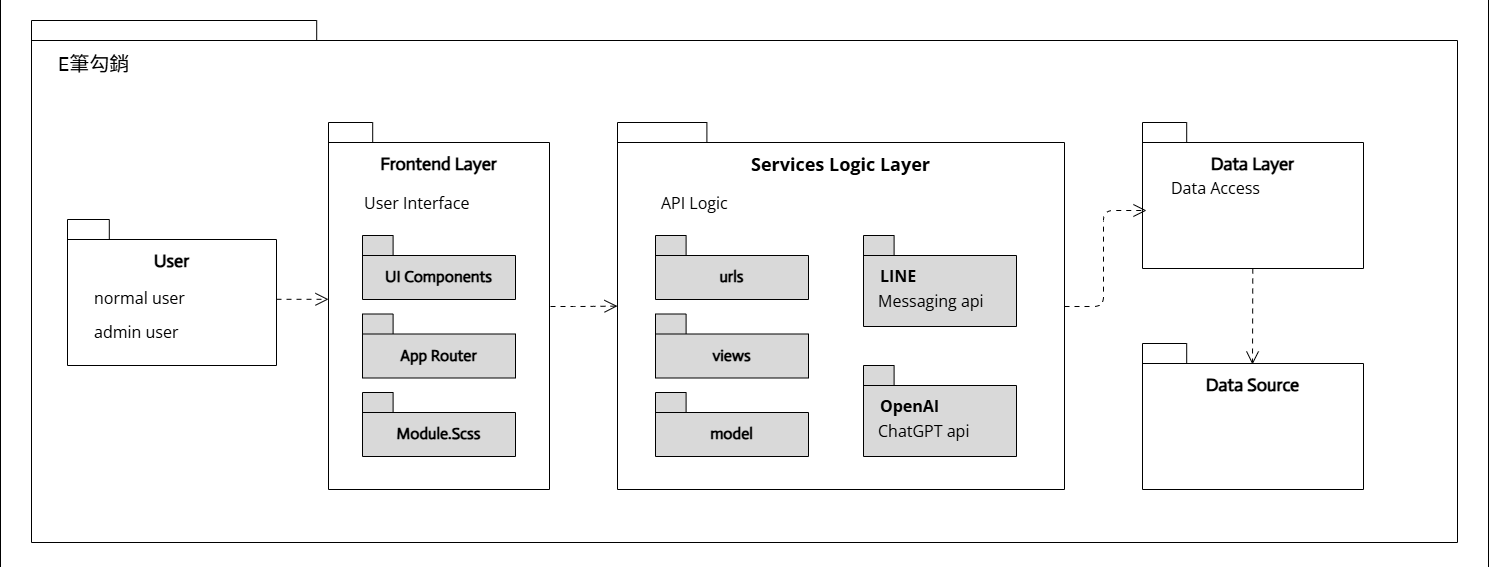 E筆勾銷
User
normal user
admin user
Frontend Layer
User Interface
UI Components
App Router
Module.Scss
Services Logic Layer
API Logic
urls
views
model
LINE
Messaging api
OpenAI
ChatGPT api
Data Layer
Data Access
Data Source